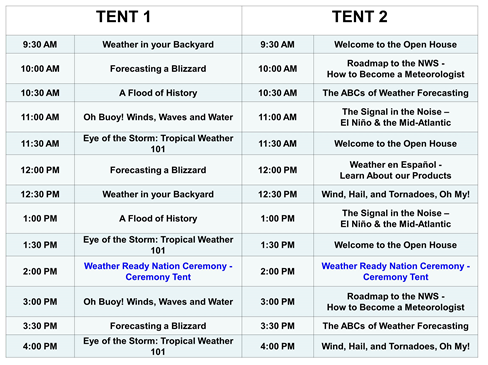 TENT 1 TENT 2
9:30 AM Weather in your Backyard 9:30 AM Welcome to the Open House
10:00 AM Forecasting a Blizzard 10:00 AM Roadmap to the NWS -
How to Become a Meteorologist
10:30 AM A Flood of History 10:30 AM The ABCs of Weather Forecasting
11:00 AM Oh Buoy! Winds, Waves and Water 11:00 AM The Signal in the Noise –
El Niño & the Mid-Atlantic
11:30 AM Eye of the Storm: Tropical Weather
101 11:30 AM Welcome to the Open House
12:00 PM Forecasting a Blizzard 12:00 PM Weather en Español -
Learn About our Products
12:30 PM Weather in your Backyard 12:30 PM Wind, Hail, and Tornadoes, Oh My!
1:00 PM A Flood of History 1:00 PM The Signal in the Noise –
El Niño & the Mid-Atlantic
1:30 PM Eye of the Storm: Tropical Weather
101 1:30 PM Welcome to the Open House
2:00 PM Weather Ready Nation Ceremony -
Ceremony Tent 2:00 PM Weather Ready Nation Ceremony -
Ceremony Tent
3:00 PM Oh Buoy! Winds, Waves and Water 3:00 PM Roadmap to the NWS -
How to Become a Meteorologist
3:30 PM Forecasting a Blizzard 3:30 PM The ABCs of Weather Forecasting
4:00 PM Eye of the Storm: Tropical Weather
101 4:00 PM Wind, Hail, and Tornadoes, Oh My!